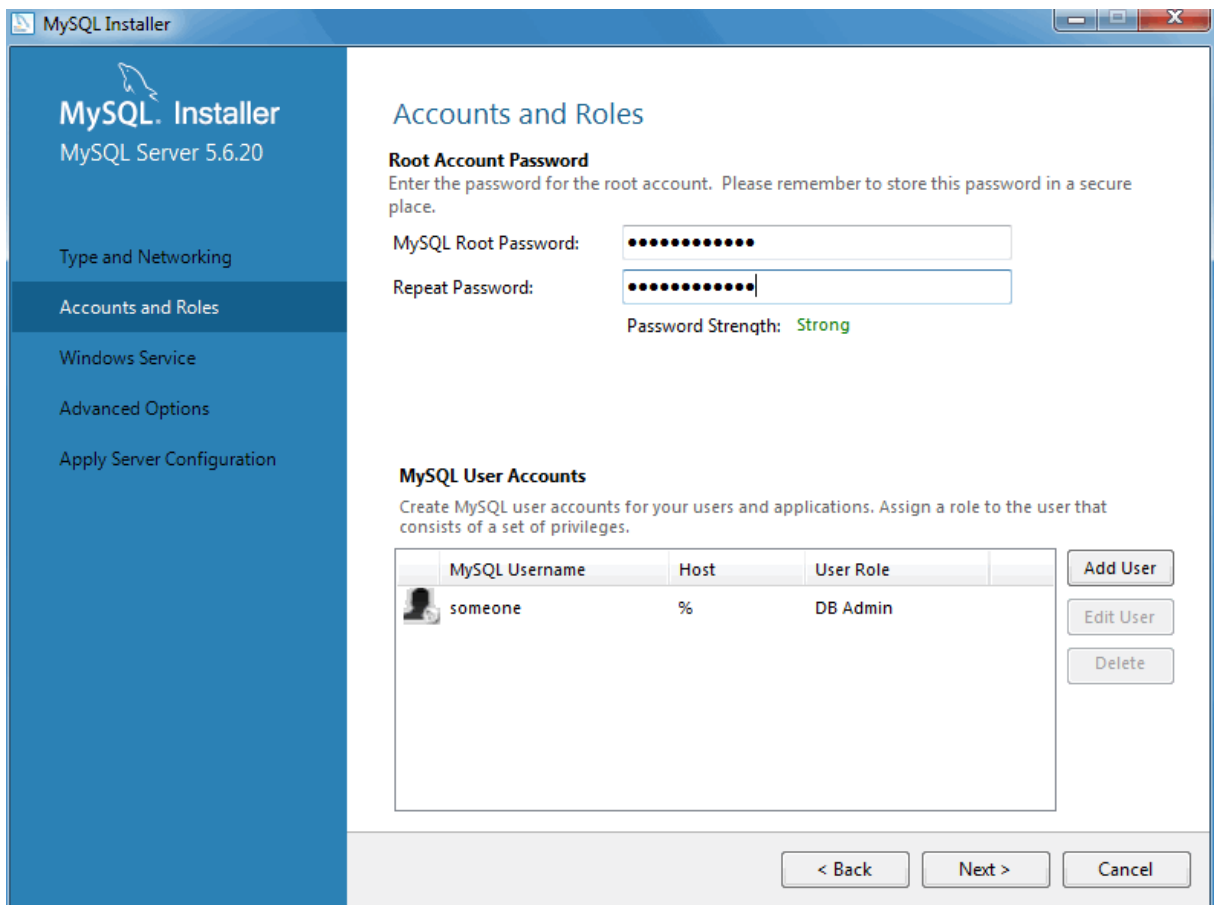 MySQL Installer
MySQL. Installer
MySQL Server 5.6.20
Type and Networking
Accounts and Roles
Windows Service
Advanced Options
Apply Server Configuration
Accounts and Roles
Root Account Password
Enter the password for the root account.  Please remember to store this password in a secure
place.
MySQL Root Password: ●●●●●●●●●●●●
Repeat Password: ●●●●●●●●●●●●
Password Strength: Strong
MySQL User Accounts
Create MySQL user accounts for your users and applications. Assign a role to the user that
consists of a set of privileges.
MySQL Username Host User Role
someone % DB Admin
Add User
Edit User
Delete
< Back Next > Cancel